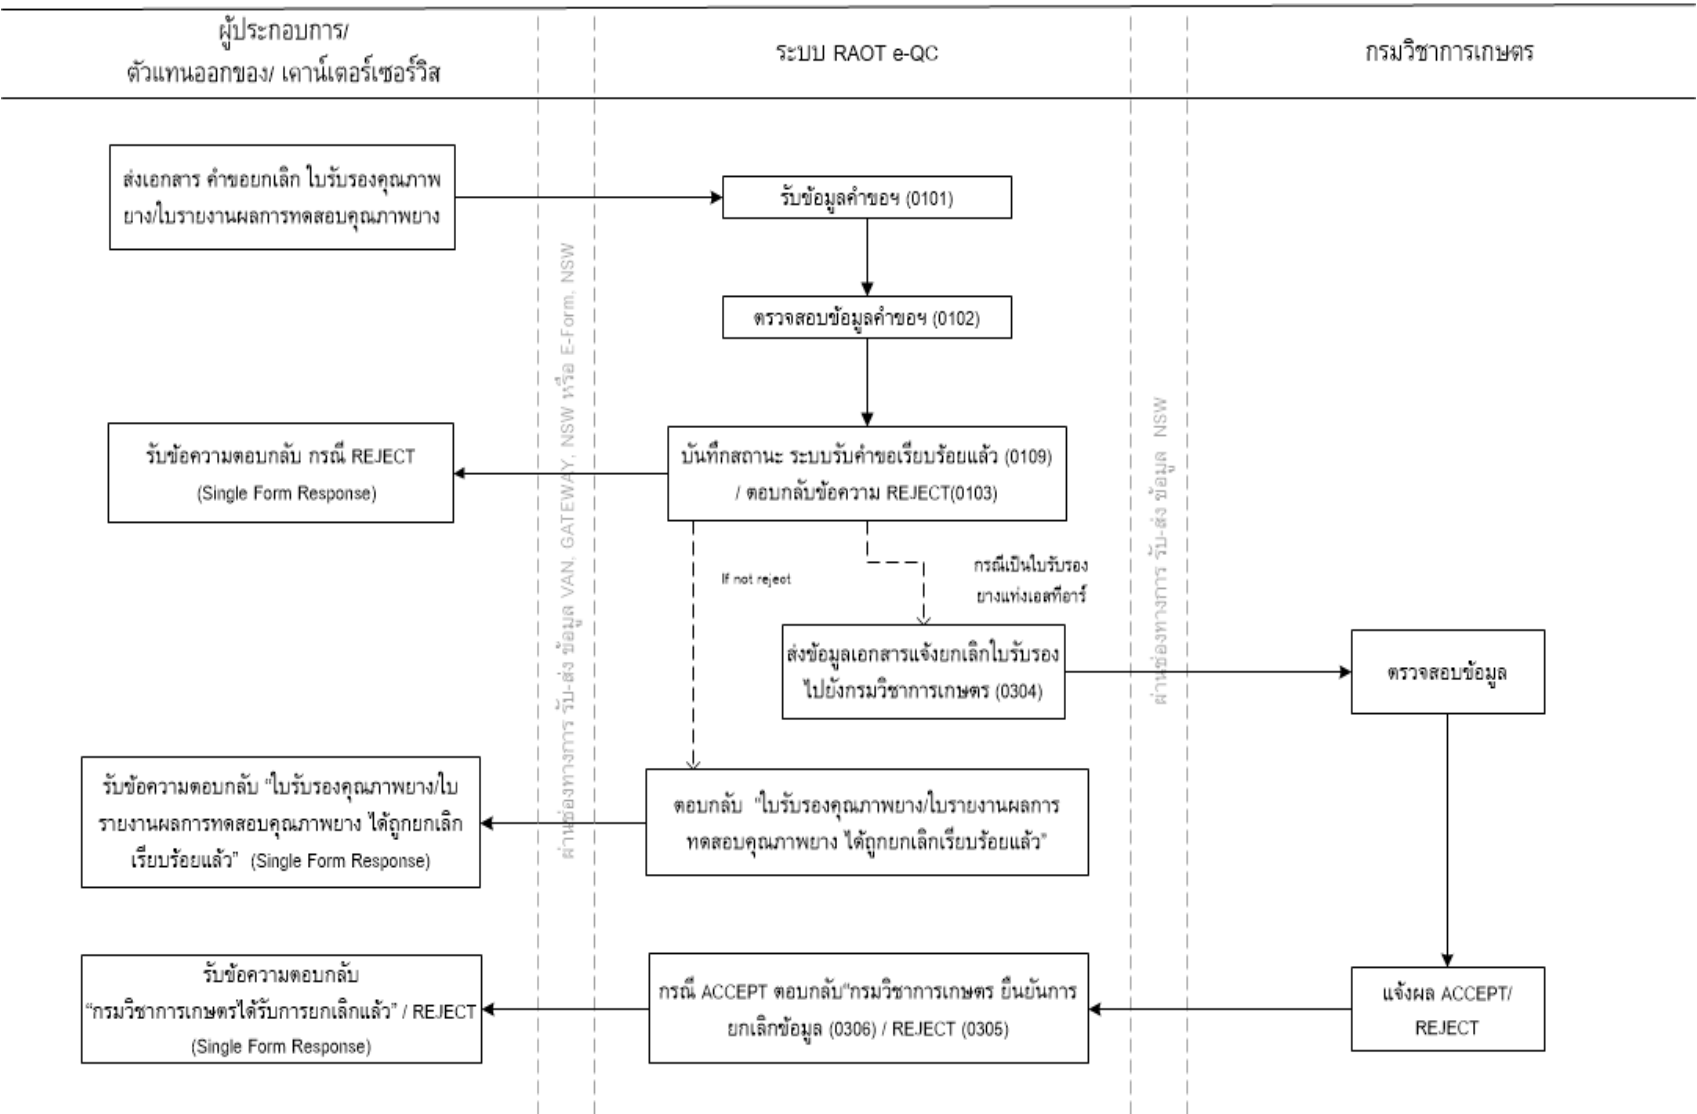 ผู้ประกอบการ/
ตัวแทนออกของ/ เคาน์เตอร์เซอร์วิส
ระบบ RAOT e-QC
กรมวิชาการเกษตร
ส่งเอกสาร คำขอยกเลิก ใบรับรองคุณภาพ
ยาง/ใบรายงานผลการทดสอบคุณภาพยาง
รับข้อมูลคำขอฯ (0101)
ตรวจสอบข้อมูลคำขอฯ (0102)
รับข้อความตอบกลับ กรณี REJECT
(Single Form Response)
บันทึกสถานะ ระบบรับคำขอเรียบร้อยแล้ว (0109)
/ ตอบกลับข้อความ REJECT(0103)
If not reject
กรณีเป็นใบรับรอง
ยางแท่งเอสทีอาร์
ส่งข้อมูลเอกสารแจ้งยกเลิกใบรับรอง
ไปยังกรมวิชาการเกษตร (0304)
ตรวจสอบข้อมูล
ผ่านช่องทางการ รับ-ส่ง ข้อมูล VAN, GATEWAY, NSW หรือ E-Form, NSW
ผ่านช่องทางการ รับ-ส่ง ข้อมูล NSW
รับข้อความตอบกลับ “ใบรับรองคุณภาพยาง/ใบ
รายงานผลการทดสอบคุณภาพยาง ได้ถูกยกเลิก
เรียบร้อยแล้ว” (Single Form Response)
ตอบกลับ “ใบรับรองคุณภาพยาง/ใบรายงานผลการ
ทดสอบคุณภาพยาง ได้ถูกยกเลิกเรียบร้อยแล้ว”
รับข้อความตอบกลับ
“กรมวิชาการเกษตรได้รับการยกเลิกแล้ว” / REJECT
(Single Form Response)
กรณี ACCEPT ตอบกลับ“กรมวิชาการเกษตร ยืนยันการ
ยกเลิกข้อมูล (0306) / REJECT (0305)
แจ้งผล ACCEPT/
REJECT